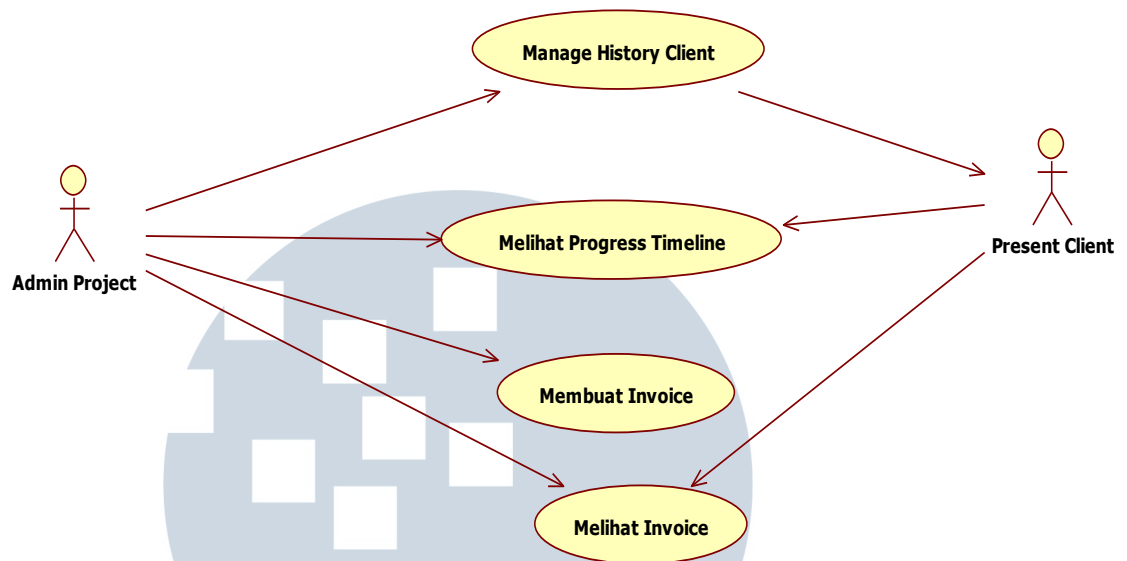 Manage History Client
Melihat Progress Timeline
Admin Project
Present Client
Membuat Invoice
Melihat Invoice